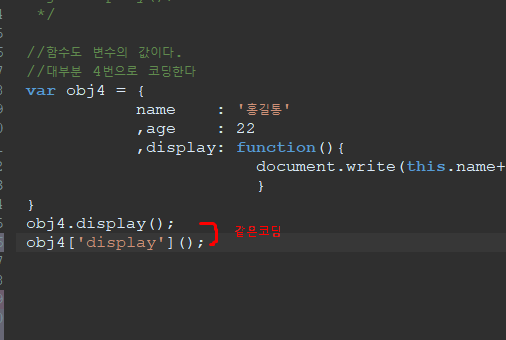 */
//함수도 변수의 값이다.
//대부분 4번으로 코딩한다
var obj4 = {
name : '홍길동'
,age : 22
,display: function(){
document.write(this.name+
}
}
obj4.display();
obj4['display']();
같은코딩